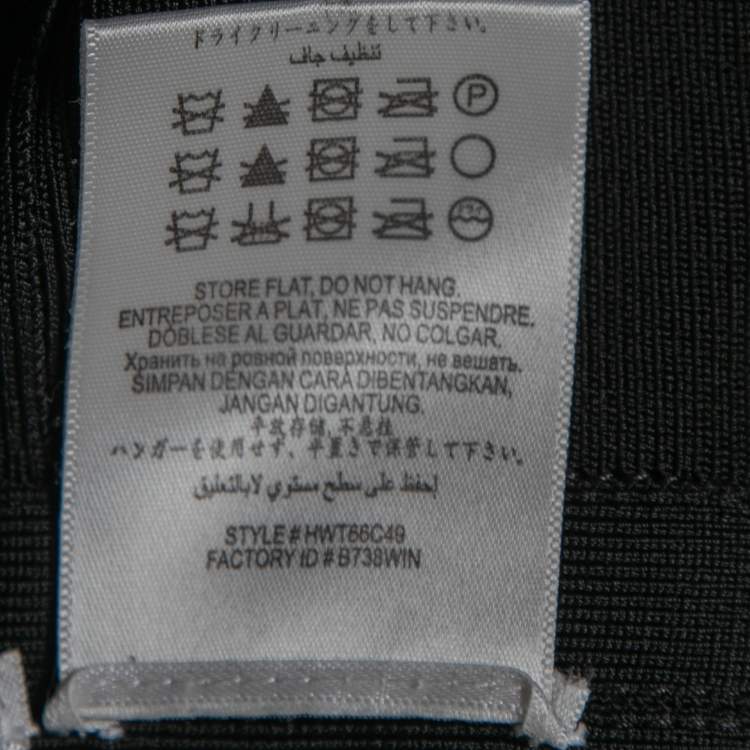 ドライクリーニングをして下さい。
تنظيف جاف
P
STORE FLAT, DO NOT HANG.
ENTREPOSER A PLAT, NE PAS SUSPENDRE.
DÓBLESE AL GUARDAR, NO COLGAR.
Хранить на ровной поверхности, не вешать.
SIMPAN DENGAN CARA DIBENTANGKAN,
JANGAN DIGANTUNG.
平放存储, 不悬挂
ハンガーを使用せず、平置きで保管して下さい。
إحفظ على سطح مستوي لابالتعليق
STYLE # HWT66C49
FACTORY ID # B738WIN